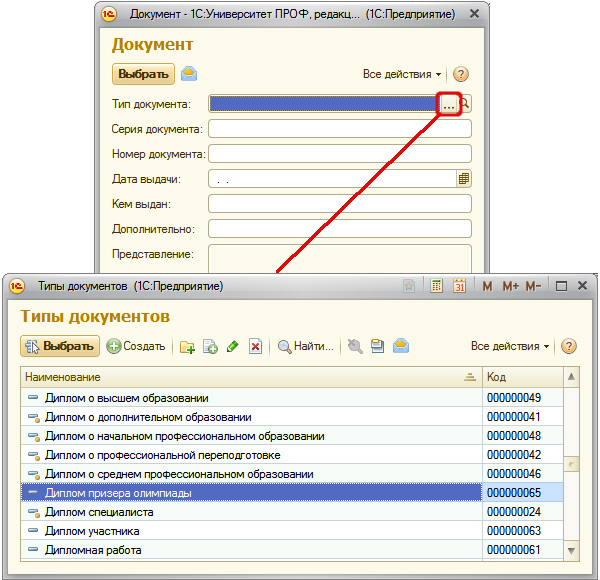 Документ - 1С:Университет ПРОФ, редакц... (1С:Предприятие)
Документ
Выбрать
Все действия
Тип документа:
...
Серия документа:
Номер документа:
Дата выдачи: . .
Кем выдан:
Дополнительно:
Представление:
Типы документов (1С:Предприятие)
31 M M+ M-
Типы документов
Выбрать Создать Найти... Все действия ?
Наименование Код
Диплом о высшем образовании 000000049
Диплом о дополнительном образовании 000000041
Диплом о начальном профессиональном образовании 000000048
Диплом о профессиональной переподготовке 000000042
Диплом о среднем профессиональном образовании 000000046
Диплом призера олимпиады 000000065
Диплом специалиста 000000024
Диплом участника 000000063
Дипломная работа 000000061